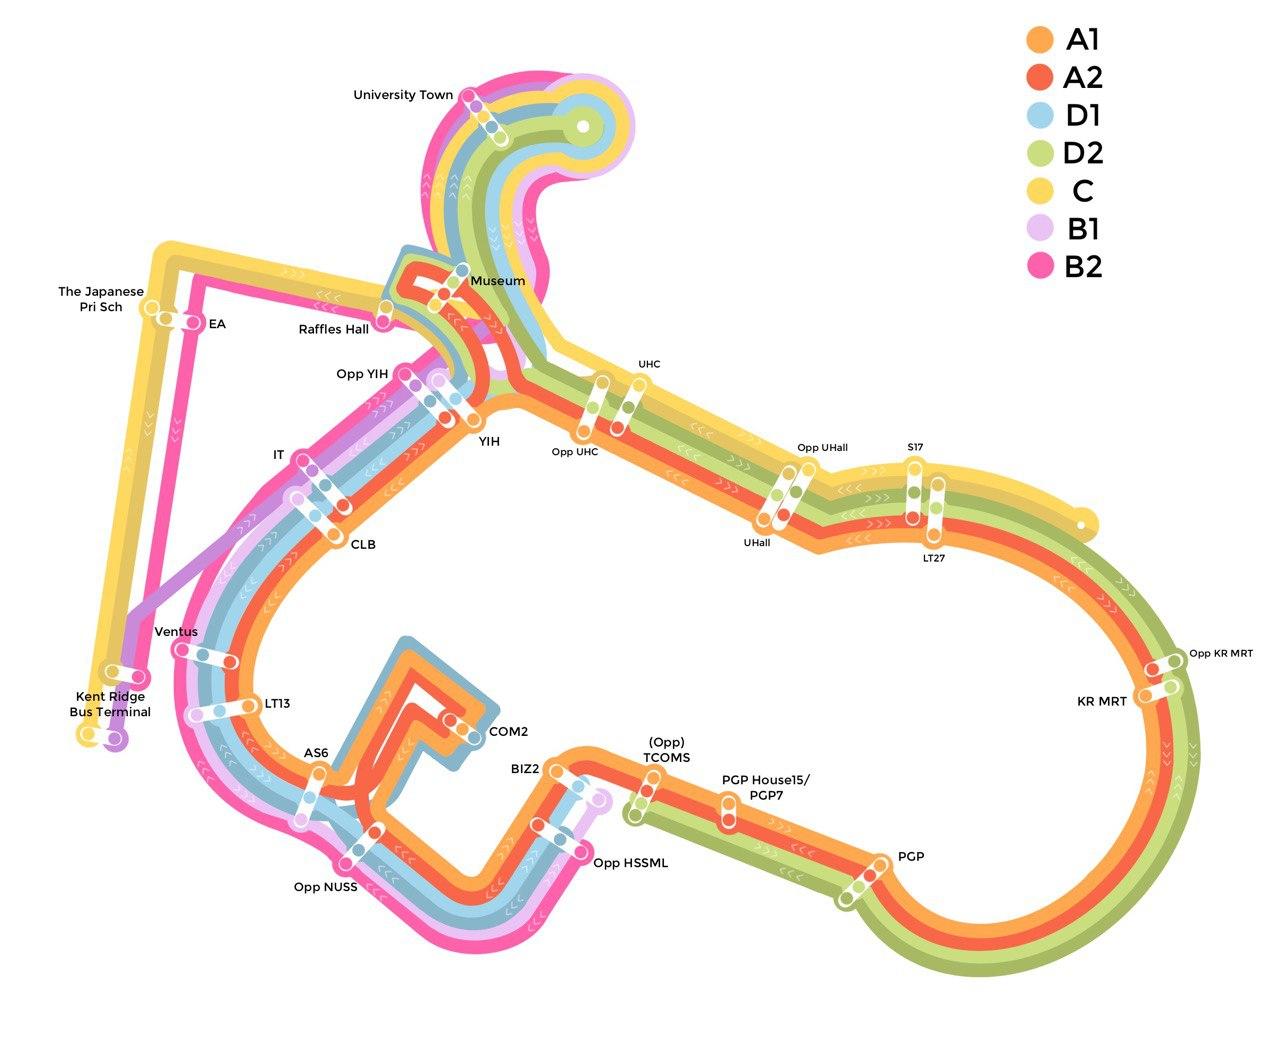 A1
A2
D1
D2
C
B1
B2
University Town
Museum
The Japanese
Pri Sch
EA
Raffles Hall
Opp YIH
YIH
UHC
Opp UHC
Opp UHall
UHall
S17
LT27
IT
CLB
Ventus
Kent Ridge
Bus Terminal
LT13
AS6
COM2
Opp NUSS
BIZ2
Opp HSSML
(Opp)
TCOMS
PGP House15/
PGP7
PGP
KR MRT
Opp KR MRT